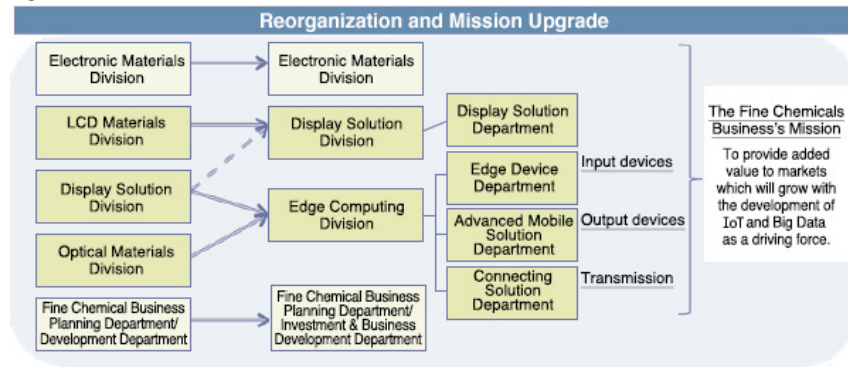 Reorganization and Mission Upgrade
Electronic Materials
Division
LCD Materials
Division
Display Solution
Division
Optical Materials
Division
Fine Chemical Business
Planning Department/
Development Department
Electronic Materials
Division
Display Solution
Division
Edge Computing
Division
Fine Chemical Business
Planning Department/
Investment & Business
Development Department
Display Solution
Department
Edge Device
Department
Input devices
Advanced Mobile
Solution
Department
Output devices
Connecting
Solution
Department
Transmission
The Fine Chemicals
Business's Mission
To provide added
value to markets
which will grow with
the development of
IoT and Big Data
as a driving force.